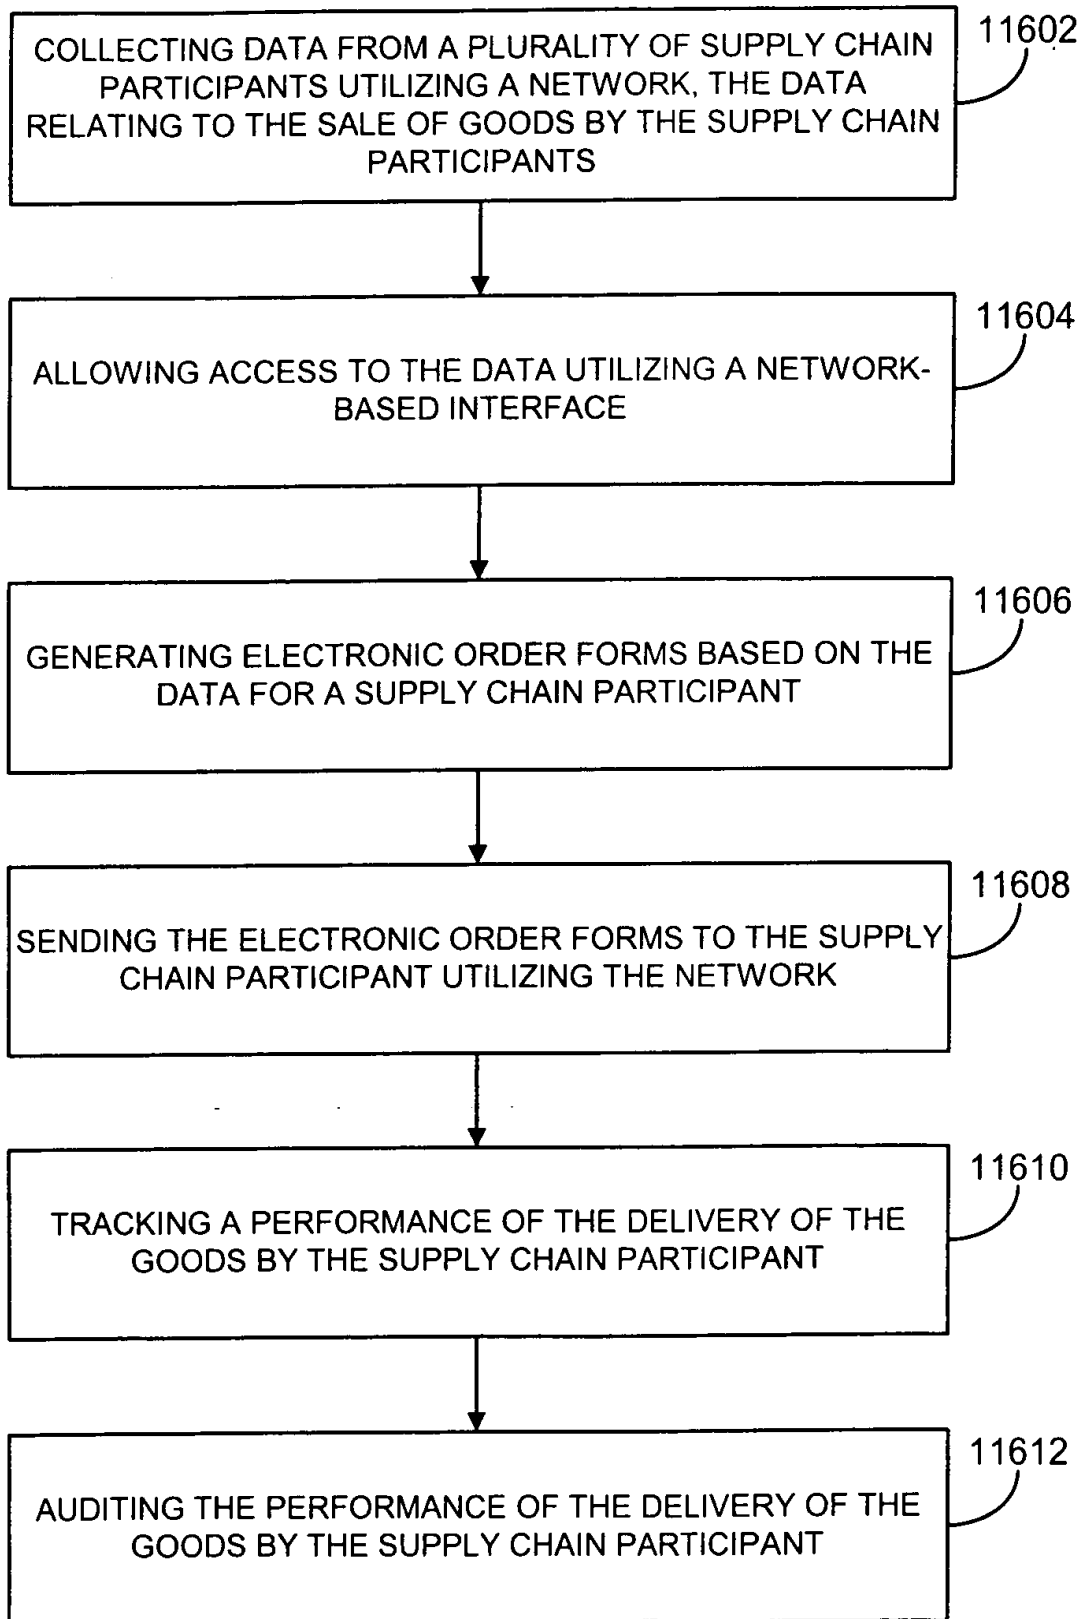 COLLECTING DATA FROM A PLURALITY OF SUPPLY CHAIN
PARTICIPANTS UTILIZING A NETWORK, THE DATA
RELATING TO THE SALE OF GOODS BY THE SUPPLY CHAIN
PARTICIPANTS
11602
ALLOWING ACCESS TO THE DATA UTILIZING A NETWORK-
BASED INTERFACE
11604
GENERATING ELECTRONIC ORDER FORMS BASED ON THE
DATA FOR A SUPPLY CHAIN PARTICIPANT
11606
SENDING THE ELECTRONIC ORDER FORMS TO THE SUPPLY
CHAIN PARTICIPANT UTILIZING THE NETWORK
11608
TRACKING A PERFORMANCE OF THE DELIVERY OF THE
GOODS BY THE SUPPLY CHAIN PARTICIPANT
11610
AUDITING THE PERFORMANCE OF THE DELIVERY OF THE
GOODS BY THE SUPPLY CHAIN PARTICIPANT
11612